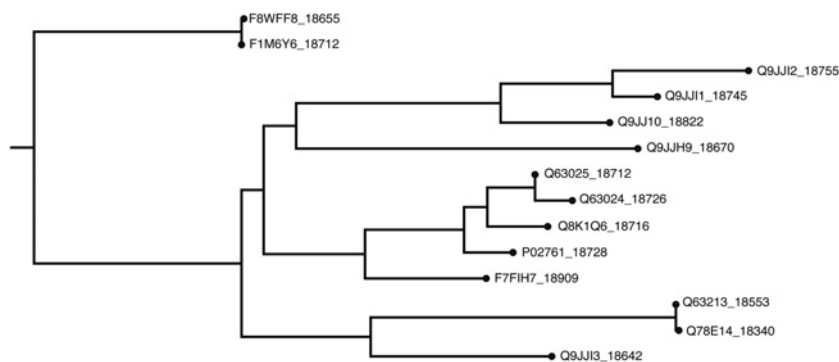 F8WFF8_18655
F1M6Y6_18712
Q9JJI2_18755
Q9JJI1_18745
Q9JJ10_18822
Q9JJH9_18670
Q63025_18712
Q63024_18726
Q8K1Q6_18716
P02761_18728
F7FIH7_18909
Q63213_18553
Q78E14_18340
Q9JJI3_18642